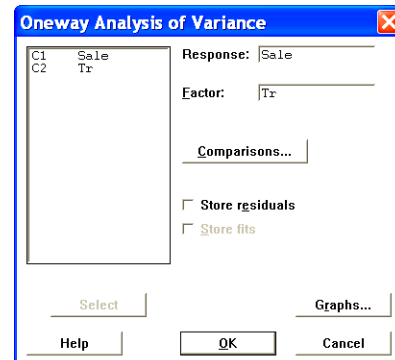 Oneway Analysis of Variance
C1 Sale
C2 Tr
Response: Sale
Factor: Tr
Comparisons...
Store residuals
Store fits
Select
Graphs...
Help
OK
Cancel